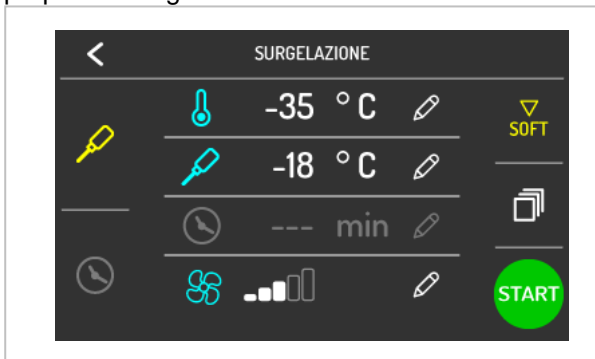 SURGELAZIONE
-35 °C
SOFT
-18 °C
--- min
START